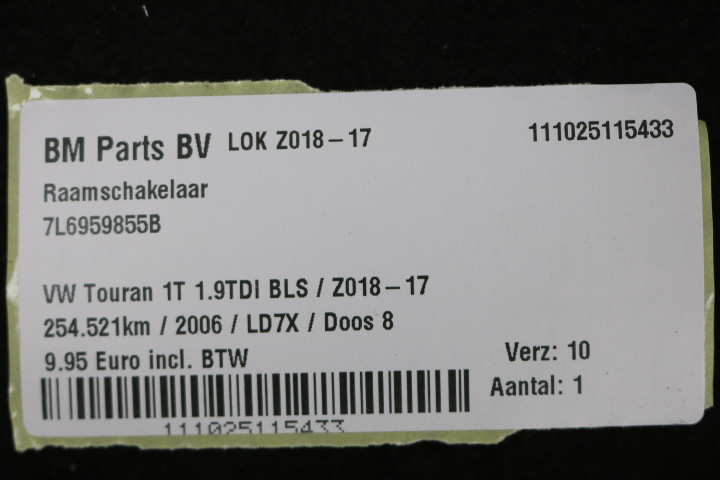 BM Parts BV LOK Z018-17 111025115433
Raamschakelaar
7L6959855B
VW Touran 1T 1.9TDI BLS / Z018-17
254.521km / 2006 / LD7X / Doos 8
9.95 Euro incl. BTW Verz: 10
Aantal: 1
111025115433